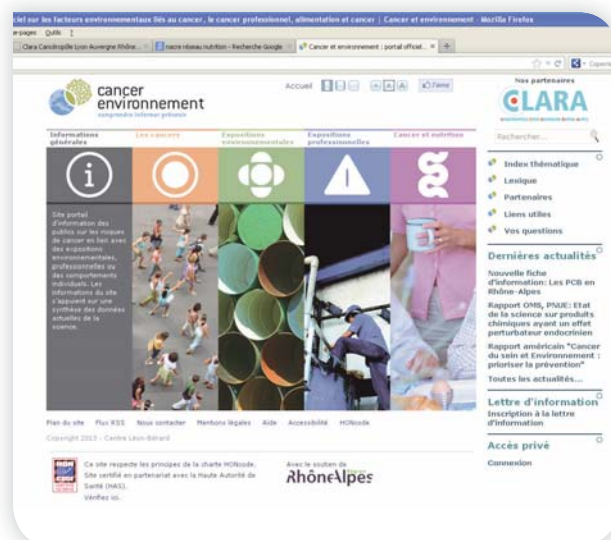 ciel sur les facteurs environnementaux liés au cancer, le cancer professionnel, alimentation et cancer | Cancer et environnement - Mozilla Firefox
e-pages Outils ?
Clara Canceropôle Lyon Auvergne Rhône...
nacre réseau nutrition - Recherche Google
Cancer et environnement : portail officiel...
cancer
environnement
comprendre informer prévenir
Accueil
J'aime
Informations
générales
Les cancers
Expositions
environnementales
Expositions
professionnelles
Cancer et nutrition
Site portail
d'information des
publics sur les risques
de cancer en lien avec
des expositions
environnementales,
professionnelles ou
des comportements
individuels. Les
informations du site
s'appuient sur une
synthèse des données
actuelles de la
science.
Plan du site Flux RSS Nous contacter Mentions légales Aide Accessibilité HONcode
Copyright 2013 - Centre Léon-Bérard
Ce site respecte les principes de la charte HONcode.
Site certifié en partenariat avec la Haute Autorité de
Santé (HAS).
Vérifiez ici.
Avec le soutien de
RhôneAlpes
Nos partenaires
CLARA
Rechercher...
Index thématique
Lexique
Partenaires
Liens utiles
Vos questions
Dernières actualités
Nouvelle fiche
d'information: Les PCB en
Rhône-Alpes
Rapport OMS, PNUE: Etat
de la science sur produits
chimiques ayant un effet
perturbateur endocrinien
Rapport américain "Cancer
du sein et Environnement :
prioriser la prévention"
Toutes les actualités...
Lettre d'information
Inscription à la lettre
d'information
Accès privé
Connexion